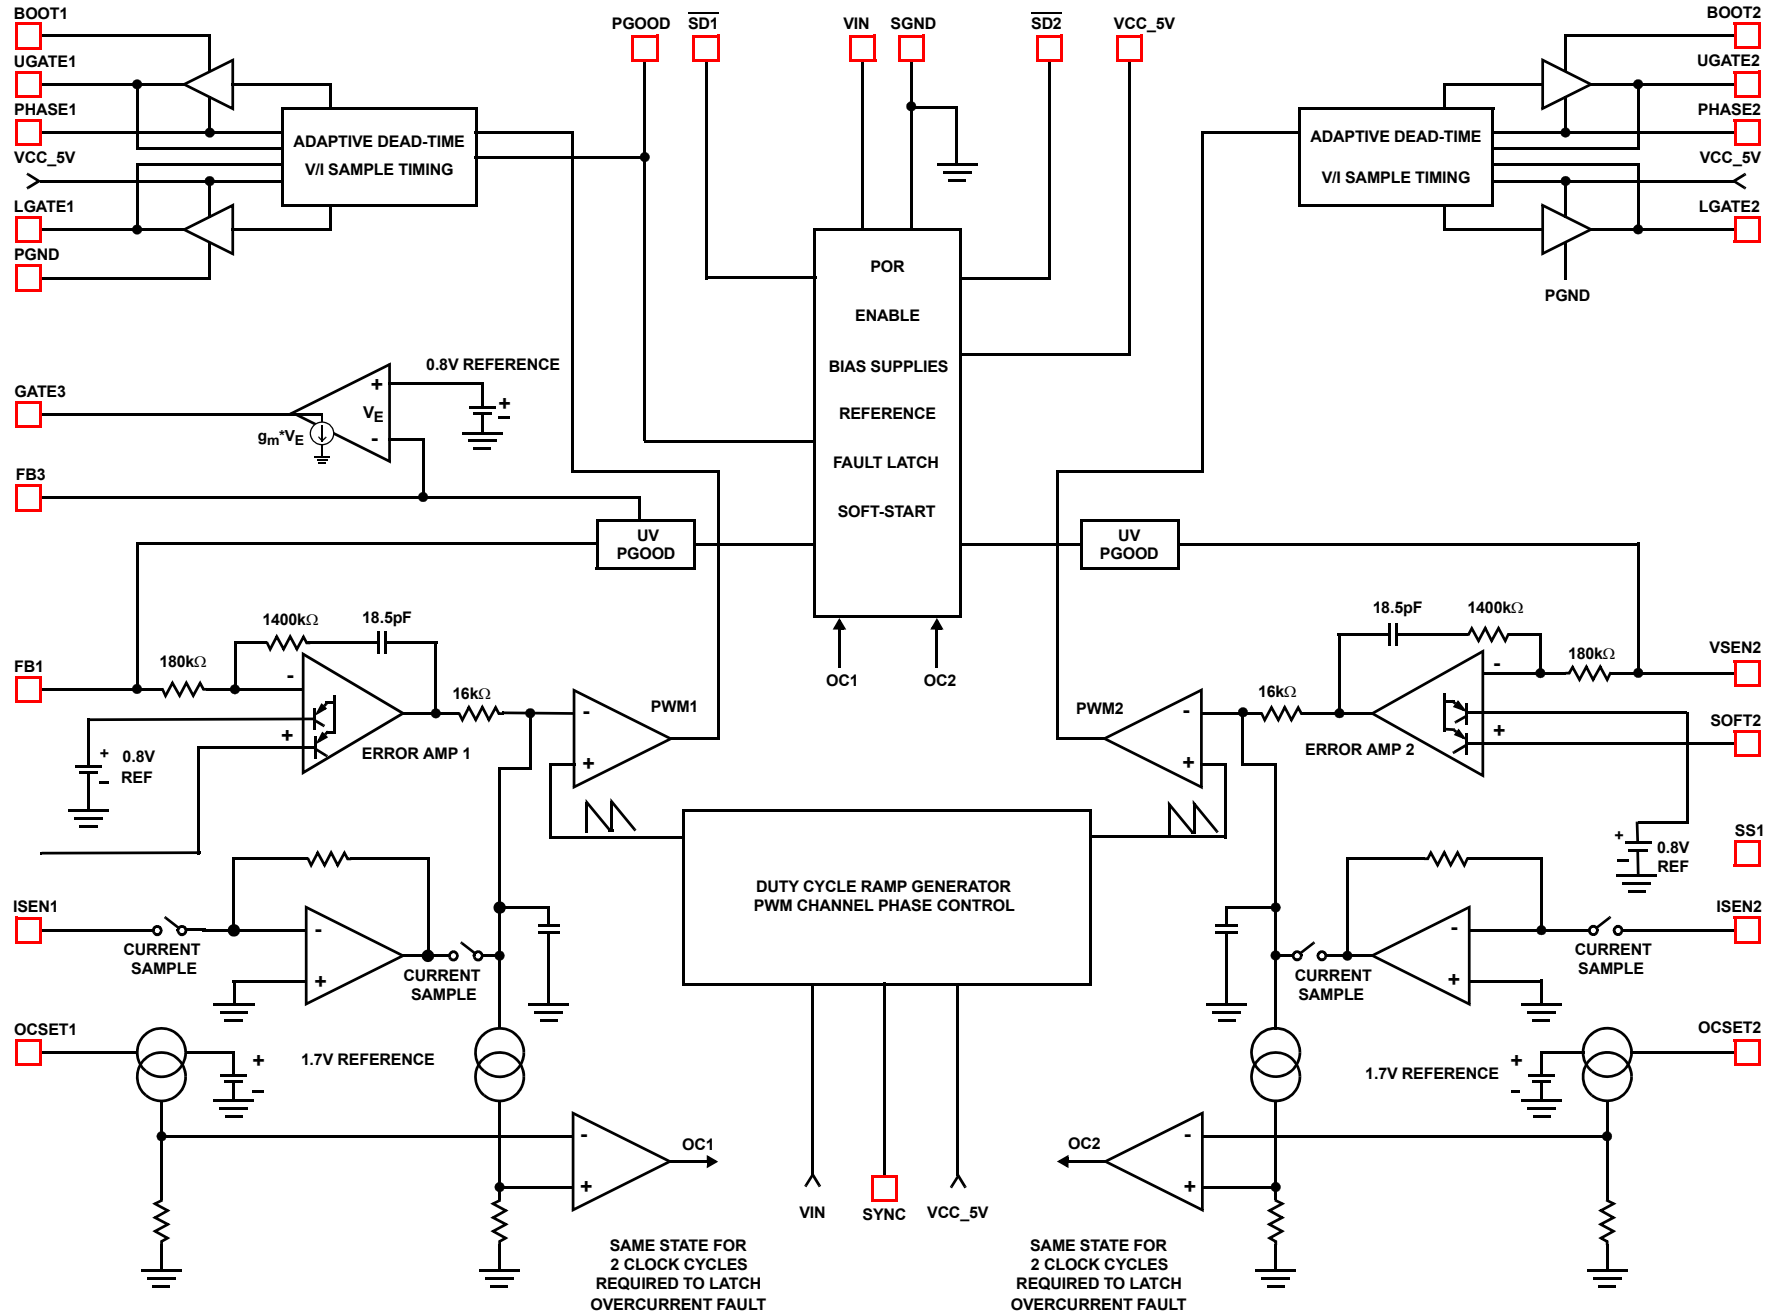 BOOT1
UGATE1
PHASE1
VCC_5V
LGATE1
PGND
ADAPTIVE DEAD-TIME
V/I SAMPLE TIMING
PGOOD
SD1
VIN
SGND
SD2
VCC_5V
BOOT2
UGATE2
PHASE2
VCC_5V
LGATE2
ADAPTIVE DEAD-TIME
V/I SAMPLE TIMING
PGND
POR
ENABLE
BIAS SUPPLIES
REFERENCE
FAULT LATCH
SOFT-START
OC1
OC2
GATE3
0.8V REFERENCE
+
VE
-
gm*VE
+
-
FB3
UV
PGOOD
UV
PGOOD
1400kΩ
18.5pF
FB1
180kΩ
-
16kΩ
+
ERROR AMP 1
+
0.8V
-
REF
-
+
PWM1
18.5pF
1400kΩ
180kΩ
VSEN2
-
16kΩ
+
SOFT2
ERROR AMP 2
PWM2
-
+
+
0.8V
-
REF
SS1
DUTY CYCLE RAMP GENERATOR
PWM CHANNEL PHASE CONTROL
ISEN1
CURRENT
SAMPLE
-
+
CURRENT
SAMPLE
ISEN2
CURRENT
SAMPLE
-
+
CURRENT
SAMPLE
OCSET1
+
-
1.7V REFERENCE
OCSET2
+
-
1.7V REFERENCE
-
+
OC1
OC2
-
+
VIN
SYNC
VCC_5V
SAME STATE FOR
2 CLOCK CYCLES
REQUIRED TO LATCH
OVERCURRENT FAULT
SAME STATE FOR
2 CLOCK CYCLES
REQUIRED TO LATCH
OVERCURRENT FAULT